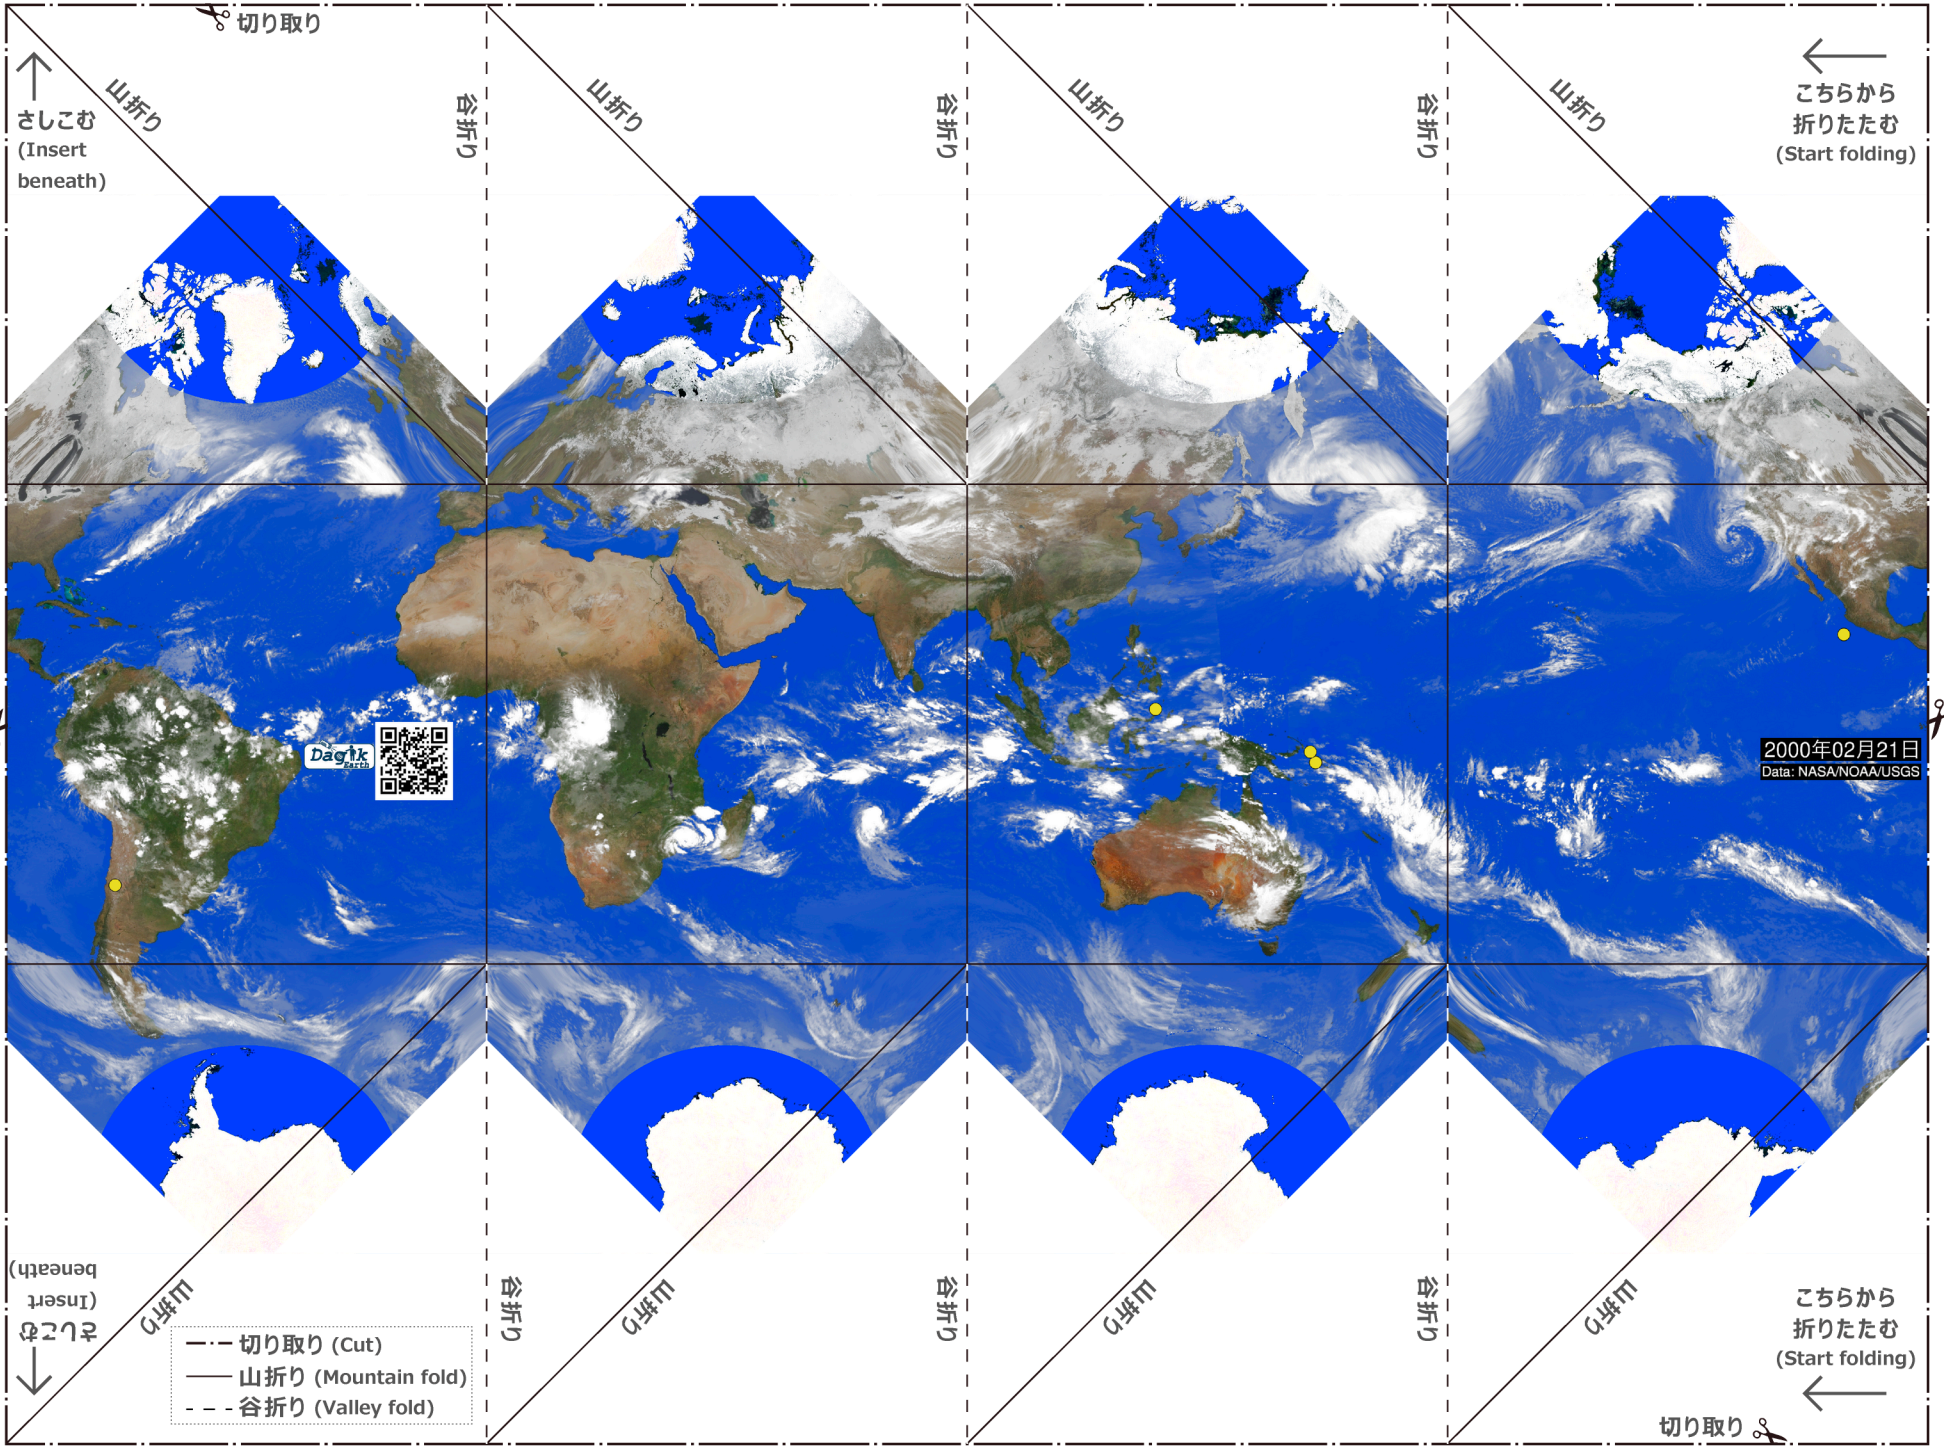 切り取り
さしこむ
(Insert
beneath)
山折り
谷折り
山折り
谷折り
山折り
谷折り
山折り
こちらから
折りたたむ
(Start folding)
Dagik
Earth
2000年02月21日
Data: NASA/NOAA/USGS
さしこむ
(Insert
beneath)
山折り
谷折り
山折り
谷折り
山折り
谷折り
山折り
こちらから
折りたたむ
(Start folding)
切り取り (Cut)
山折り (Mountain fold)
谷折り (Valley fold)
切り取り